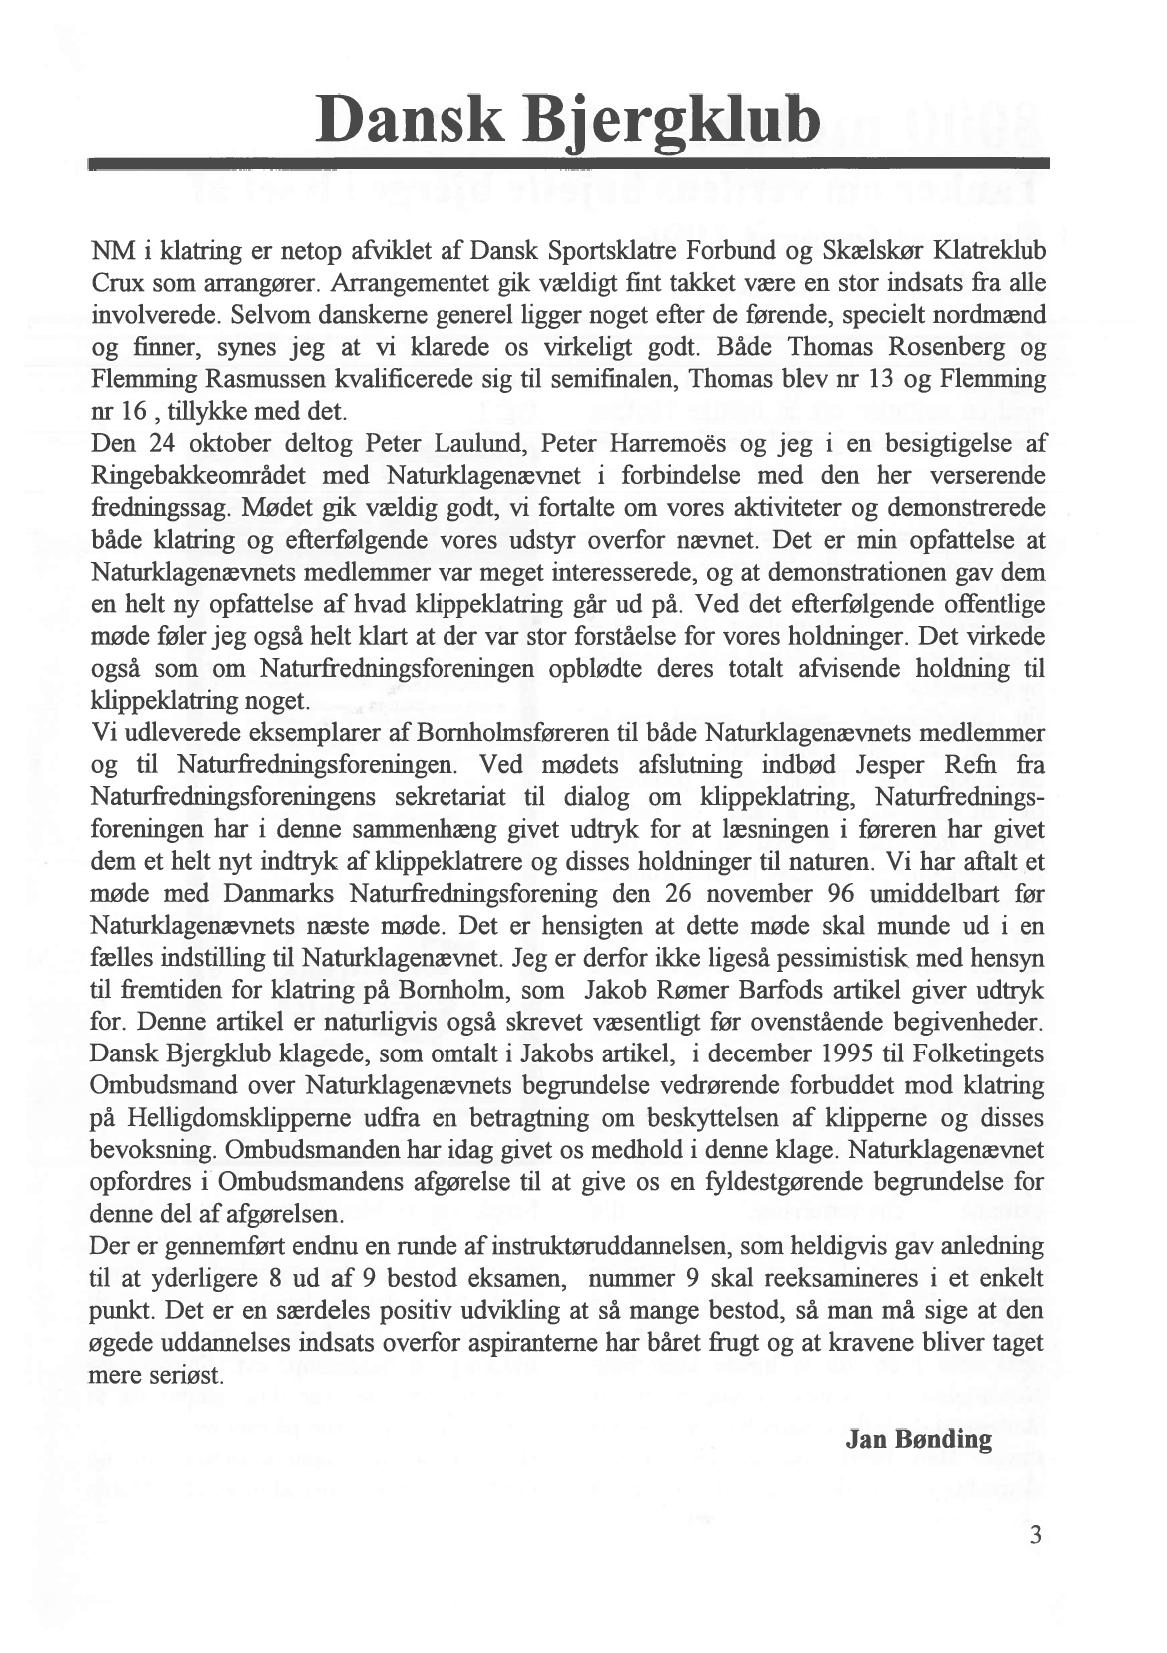 Dansk Bjergklub
NM i klatring er netop afviklet af Dansk Sportsklatre Forbund og Skælskør Klatreklub
Crux som arrangører. Arrangementet gik vældigt fint takket være en stor indsats fra alle
involverede. Selvom danskerne generel ligger noget efter de førende, specielt nordmænd
og finner, synes jeg at vi klarede os virkeligt godt. Både Thomas Rosenberg og
Flemming Rasmussen kvalificerede sig til semifinalen, Thomas blev nr 13 og Flemming
nr 16 , tillykke med det.
Den 24 oktober deltog Peter Laulund, Peter Harremoës og jeg i en besigtigelse af
Ringebakkeområdet med Naturklagenævnet i forbindelse med den her verserende
fredningssag. Mødet gik vældig godt, vi fortalte om vores aktiviteter og demonstrerede
både klatring og efterfølgende vores udstyr overfor nævnet. Det er min opfattelse at
Naturklagenævnets medlemmer var meget interesserede, og at demonstrationen gav dem
en helt ny opfattelse af hvad klippeklatring går ud på. Ved det efterfølgende offentlige
møde føler jeg også helt klart at der var stor forståelse for vores holdninger. Det virkede
også som om Naturfredningsforeningen opblødte deres totalt afvisende holdning til
klippeklatring noget.
Vi udleverede eksemplarer af Bornholmsføreren til både Naturklagenævnets medlemmer
og til Naturfredningsforeningen. Ved mødets afslutning indbød Jesper Refn fra
Naturfredningsforeningens sekretariat til dialog om klippeklatring, Naturfrednings-
foreningen har i denne sammenhæng givet udtryk for at læsningen i føreren har givet
dem et helt nyt indtryk af klippeklatrere og disses holdninger til naturen. Vi har aftalt et
møde med Danmarks Naturfredningsforening den 26 november 96 umiddelbart før
Naturklagenævnets næste møde. Det er hensigten at dette møde skal munde ud i en
fælles indstilling til Naturklagenævnet. Jeg er derfor ikke ligeså pessimistisk med hensyn
til fremtiden for klatring på Bornholm, som Jakob Rømer Barfods artikel giver udtryk
for. Denne artikel er naturligvis også skrevet væsentligt før ovenstående begivenheder.
Dansk Bjergklub klagede, som omtalt i Jakobs artikel, i december 1995 til Folketingets
Ombudsmand over Naturklagenævnets begrundelse vedrørende forbuddet mod klatring
på Helligdomsklipperne udfra en betragtning om beskyttelsen af klipperne og disses
bevoksning. Ombudsmanden har idag givet os medhold i denne klage. Naturklagenævnet
opfordres i Ombudsmandens afgørelse til at give os en fyldestgørende begrundelse for
denne del af afgørelsen.
Der er gennemført endnu en runde af instruktøruddannelsen, som heldigvis gav anledning
til at yderligere 8 ud af 9 bestod eksamen, nummer 9 skal reeksamineres i et enkelt
punkt. Det er en særdeles positiv udvikling at så mange bestod, så man må sige at den
øgede uddannelses indsats overfor aspiranterne har båret frugt og at kravene bliver taget
mere seriøst.
Jan Bønding
3